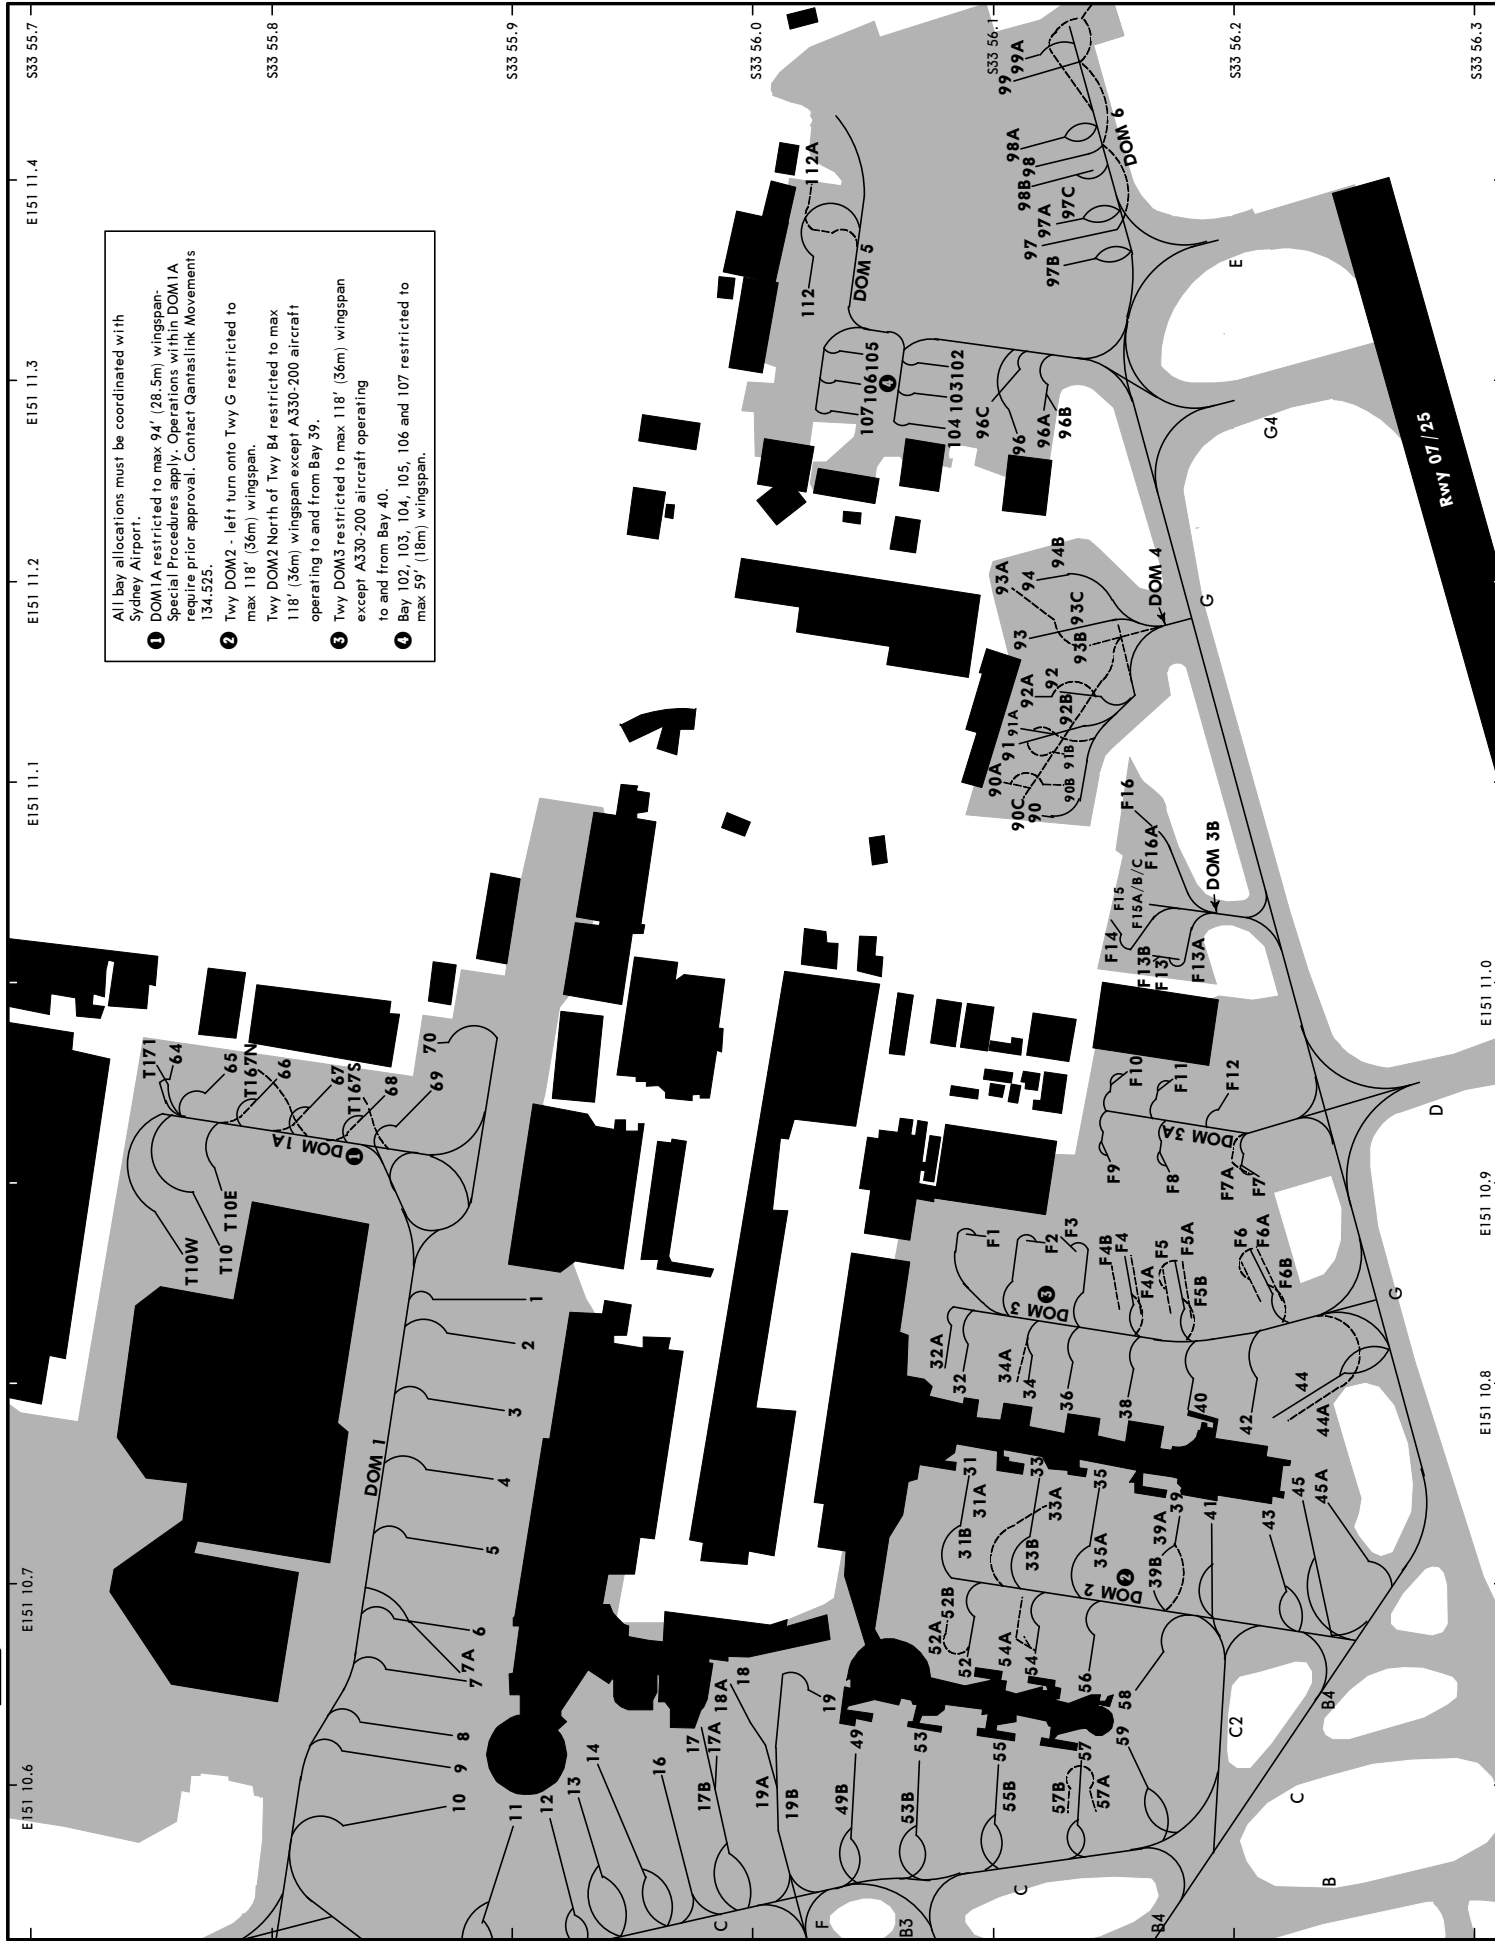 All bay allocations must be coordinated with
Sydney Airport.
1 DOM1A restricted to max 94' (28.5m) wingspan-
Special Procedures apply. Operations within DOM1A
require prior approval. Contact Qantaslink Movements
134.525.
2 Twy DOM2 - left turn onto Twy G restricted to
max 118' (36m) wingspan.
Twy DOM2 North of Twy B4 restricted to max
118' (36m) wingspan except A330-200 aircraft
operating to and from Bay 39.
3 Twy DOM3 restricted to max 118' (36m) wingspan
except A330-200 aircraft operating
to and from Bay 40.
4 Bay 102, 103, 104, 105, 106 and 107 restricted to
max 59' (18m) wingspan.
S33 55.7
S33 55.8
S33 55.9
S33 56.0
S33 56.1
S33 56.2
S33 56.3
E151 10.6
E151 10.7
E151 11.1
E151 11.2
E151 11.3
E151 11.4
E151 10.8
E151 10.9
E151 11.0
T171
64
65
T167N
66
67
T167S
68
69
70
DOM 1A
1
T10W
T10
T10E
DOM 1
1
2
3
4
5
6
7A
7
8
9
10
11
12
13
14
16
17
17A
17B
18A
18
19
19A
19B
49
49B
53
53B
55
55B
57
57B
57A
59
58
56
54
54A
52
52A
52B
31
31A
31B
33
33A
33B
35
35A
39
39A
39B
41
43
45
45A
DOM 2
2
32A
32
34A
34
36
38
40
42
44
44A
DOM 3
3
F1
F2
F3
F4B
F4
F4A
F5
F5A
F5B
F6
F6A
F6B
F7A
F7
F8
F9
F10
F11
F12
DOM 3A
F13B
F13
F13A
F14
F15
F15A/B/C
F16A
F16
DOM 3B
90A
90C
90
90B
91
91A
91B
92A
92
92B
93
93A
93B
93C
94
94B
DOM 4
96C
96
96A
96B
104
103
102
107
106
105
4
112
112A
DOM 5
97
97A
97B
97C
98B
98
98A
99
99A
DOM 6
E
G4
G
D
G
Rwy 07/25
C
F
B3
C
B4
B
C
C2
B4